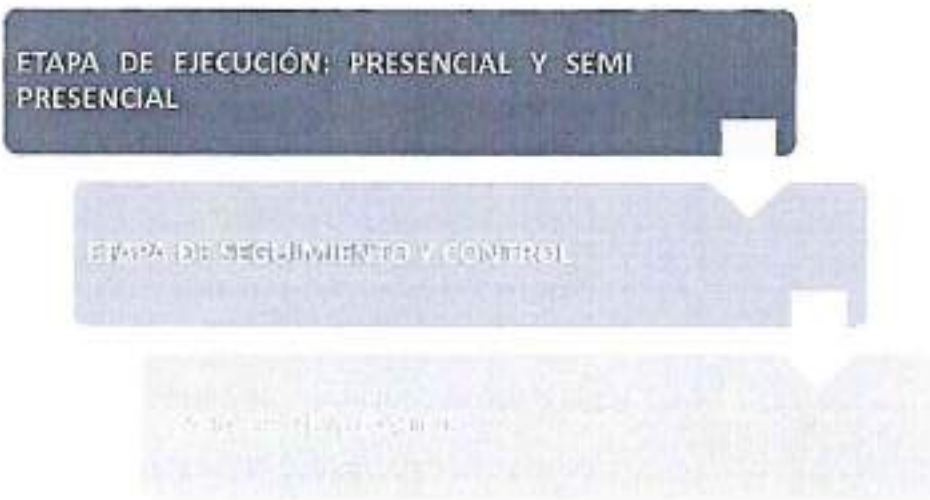 ETAPA DE EJECUCIÓN: PRESENCIAL Y SEMI
PRESENCIAL
ETAPA DE SEGUIMIENTO Y CONTROL